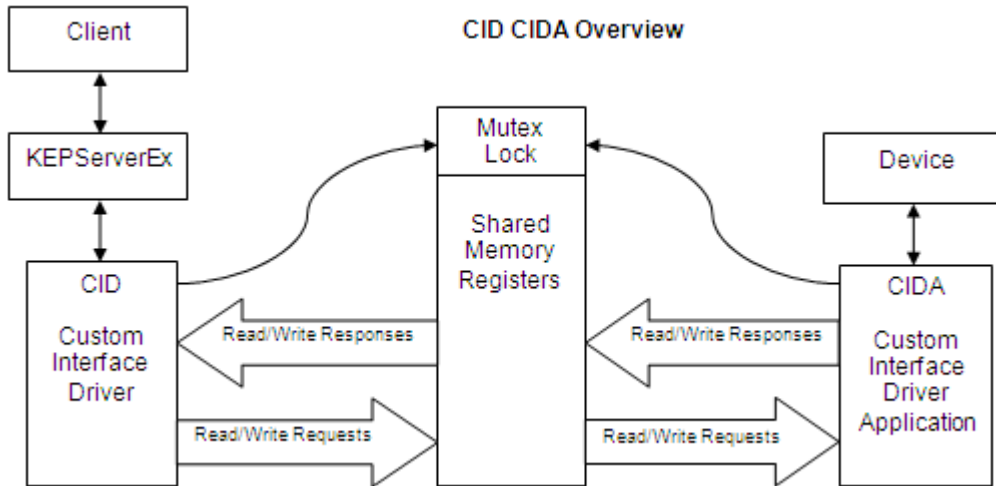 CID CIDA Overview
Client
KEPServerEx
CID
Custom
Interface
Driver
Mutex
Lock
Shared
Memory
Registers
Device
CIDA
Custom
Interface
Driver
Application
Read/Write Responses
Read/Write Responses
Read/Write Requests
Read/Write Requests